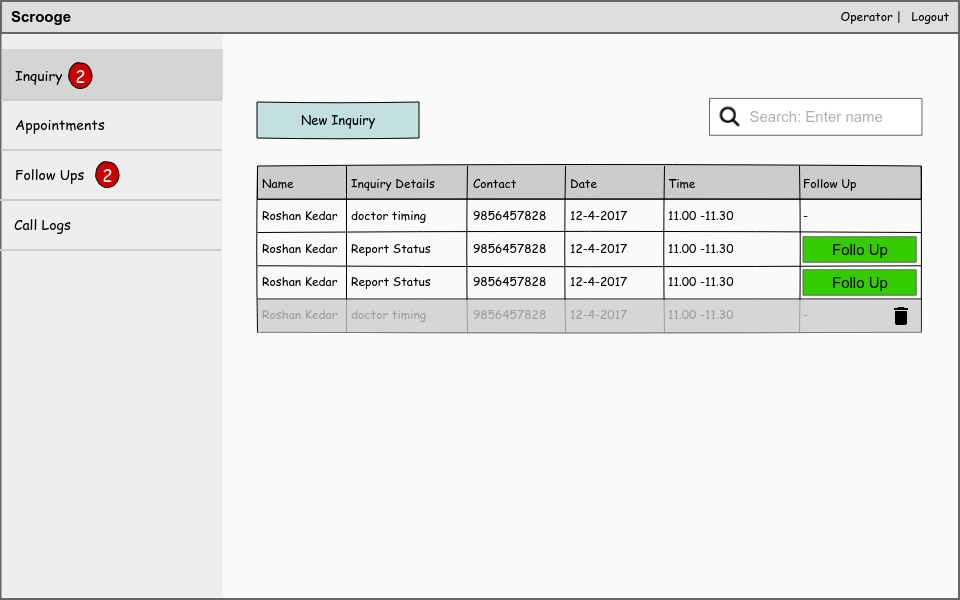 Scrooge Operator | Logout
Inquiry 2
Appointments
Follow Ups 2
Call Logs
New Inquiry Search: Enter name
Name Inquiry Details Contact Date Time Follow Up
Roshan Kedar doctor timing 9856457828 12-4-2017 11.00 -11.30 -
Roshan Kedar Report Status 9856457828 12-4-2017 11.00 -11.30 Follo Up
Roshan Kedar Report Status 9856457828 12-4-2017 11.00 -11.30 Follo Up
Roshan Kedar doctor timing 9856457828 12-4-2017 11.00 -11.30 -